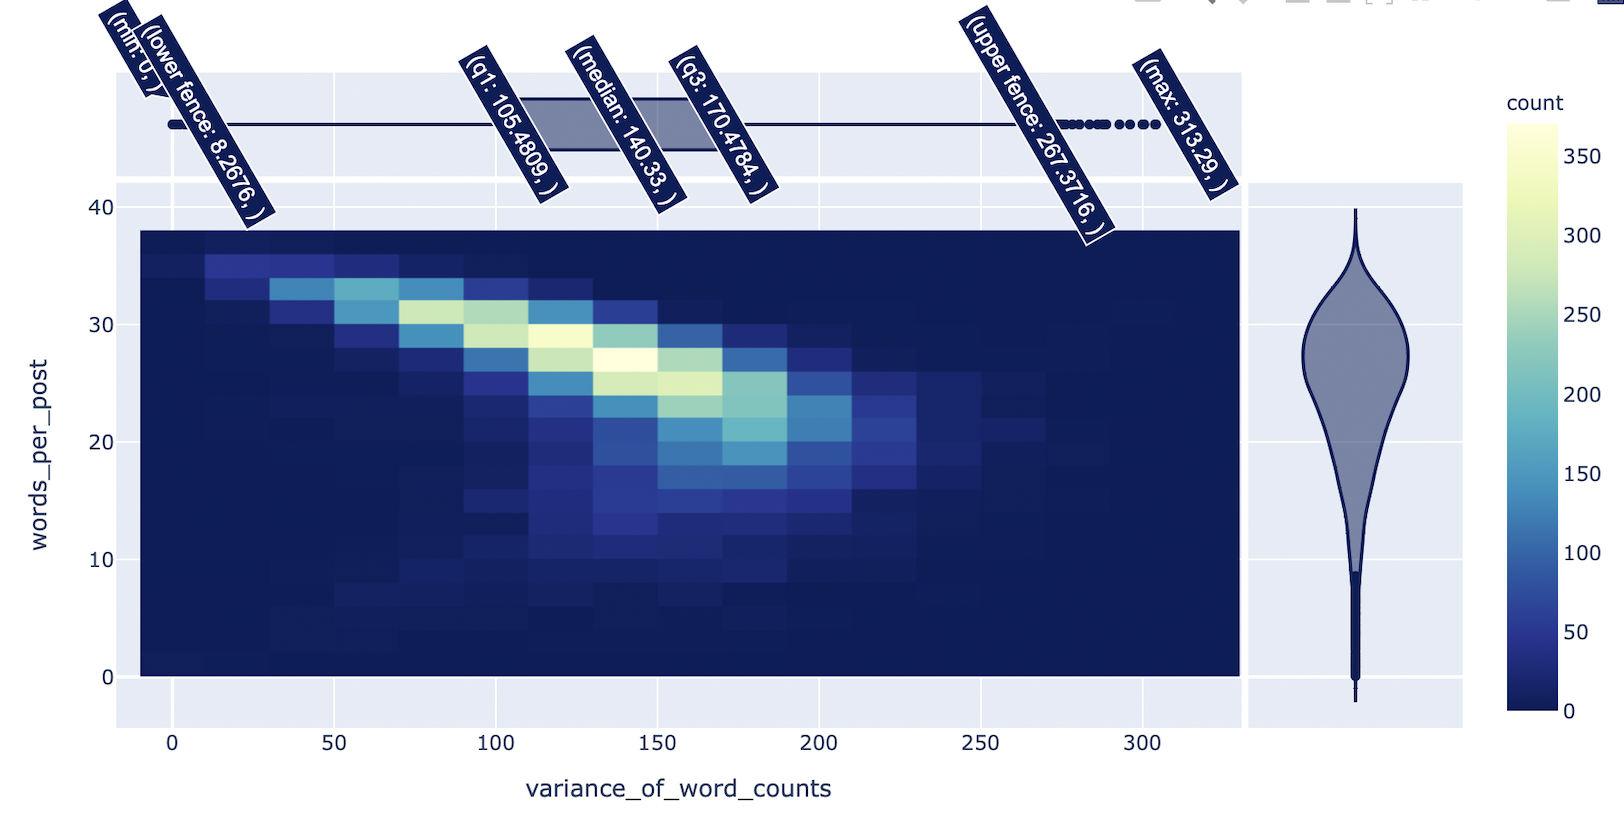 (min: 0, )
(lower fence: 8.2676, )
(q1: 105.4809, )
(median: 140.33, )
(q3: 170.4784, )
(upper fence: 267.3716, )
(max: 313.29, )
count
350
300
250
200
150
100
50
0
words_per_post
40
30
20
10
0
0 50 100 150 200 250 300
variance_of_word_counts